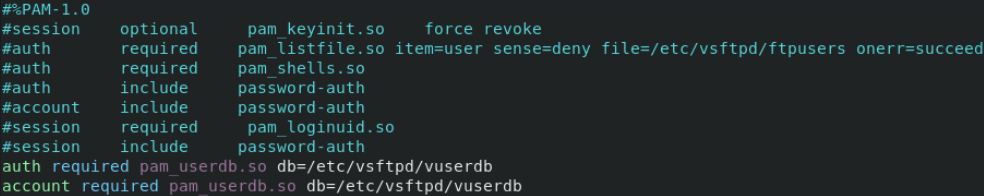 #%PAM-1.0
#session    optional     pam_keyinit.so    force revoke
#auth       required    pam_listfile.so item=user sense=deny file=/etc/vsftpd/ftpusers onerr=succeed
#auth       required    pam_shells.so
#auth       include     password-auth
#account    include     password-auth
#session    required     pam_loginuid.so
#session    include     password-auth
auth required pam_userdb.so db=/etc/vsftpd/vuserdb
account required pam_userdb.so db=/etc/vsftpd/vuserdb